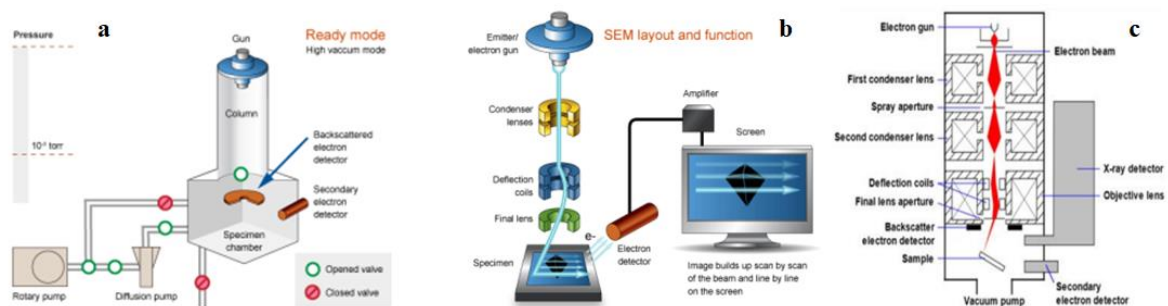 Pressure
a
Ready mode
High vaccum mode
Gun
Column
10⁻⁵ torr
Backscattered
electron
detector
Secondary
electron
detector
Specimen
chamber
Rotary pump
Diffusion pump
Opened valve
Closed valve
b
SEM layout and function
Emitter/
electron gun
Condenser
lenses
Amplifier
Screen
Deflection
coils
Final lens
e-
Specimen
Electron
detector
Image builds up scan by scan
of the beam and line by line
on the screen
c
Electron gun
Electron beam
First condenser lens
Spray aperture
Second condenser lens
X-ray detector
Deflection coils
Final lens aperture
Objective lens
Backscatter
electron detector
Sample
Vacuum pump
Secondary
electron detector